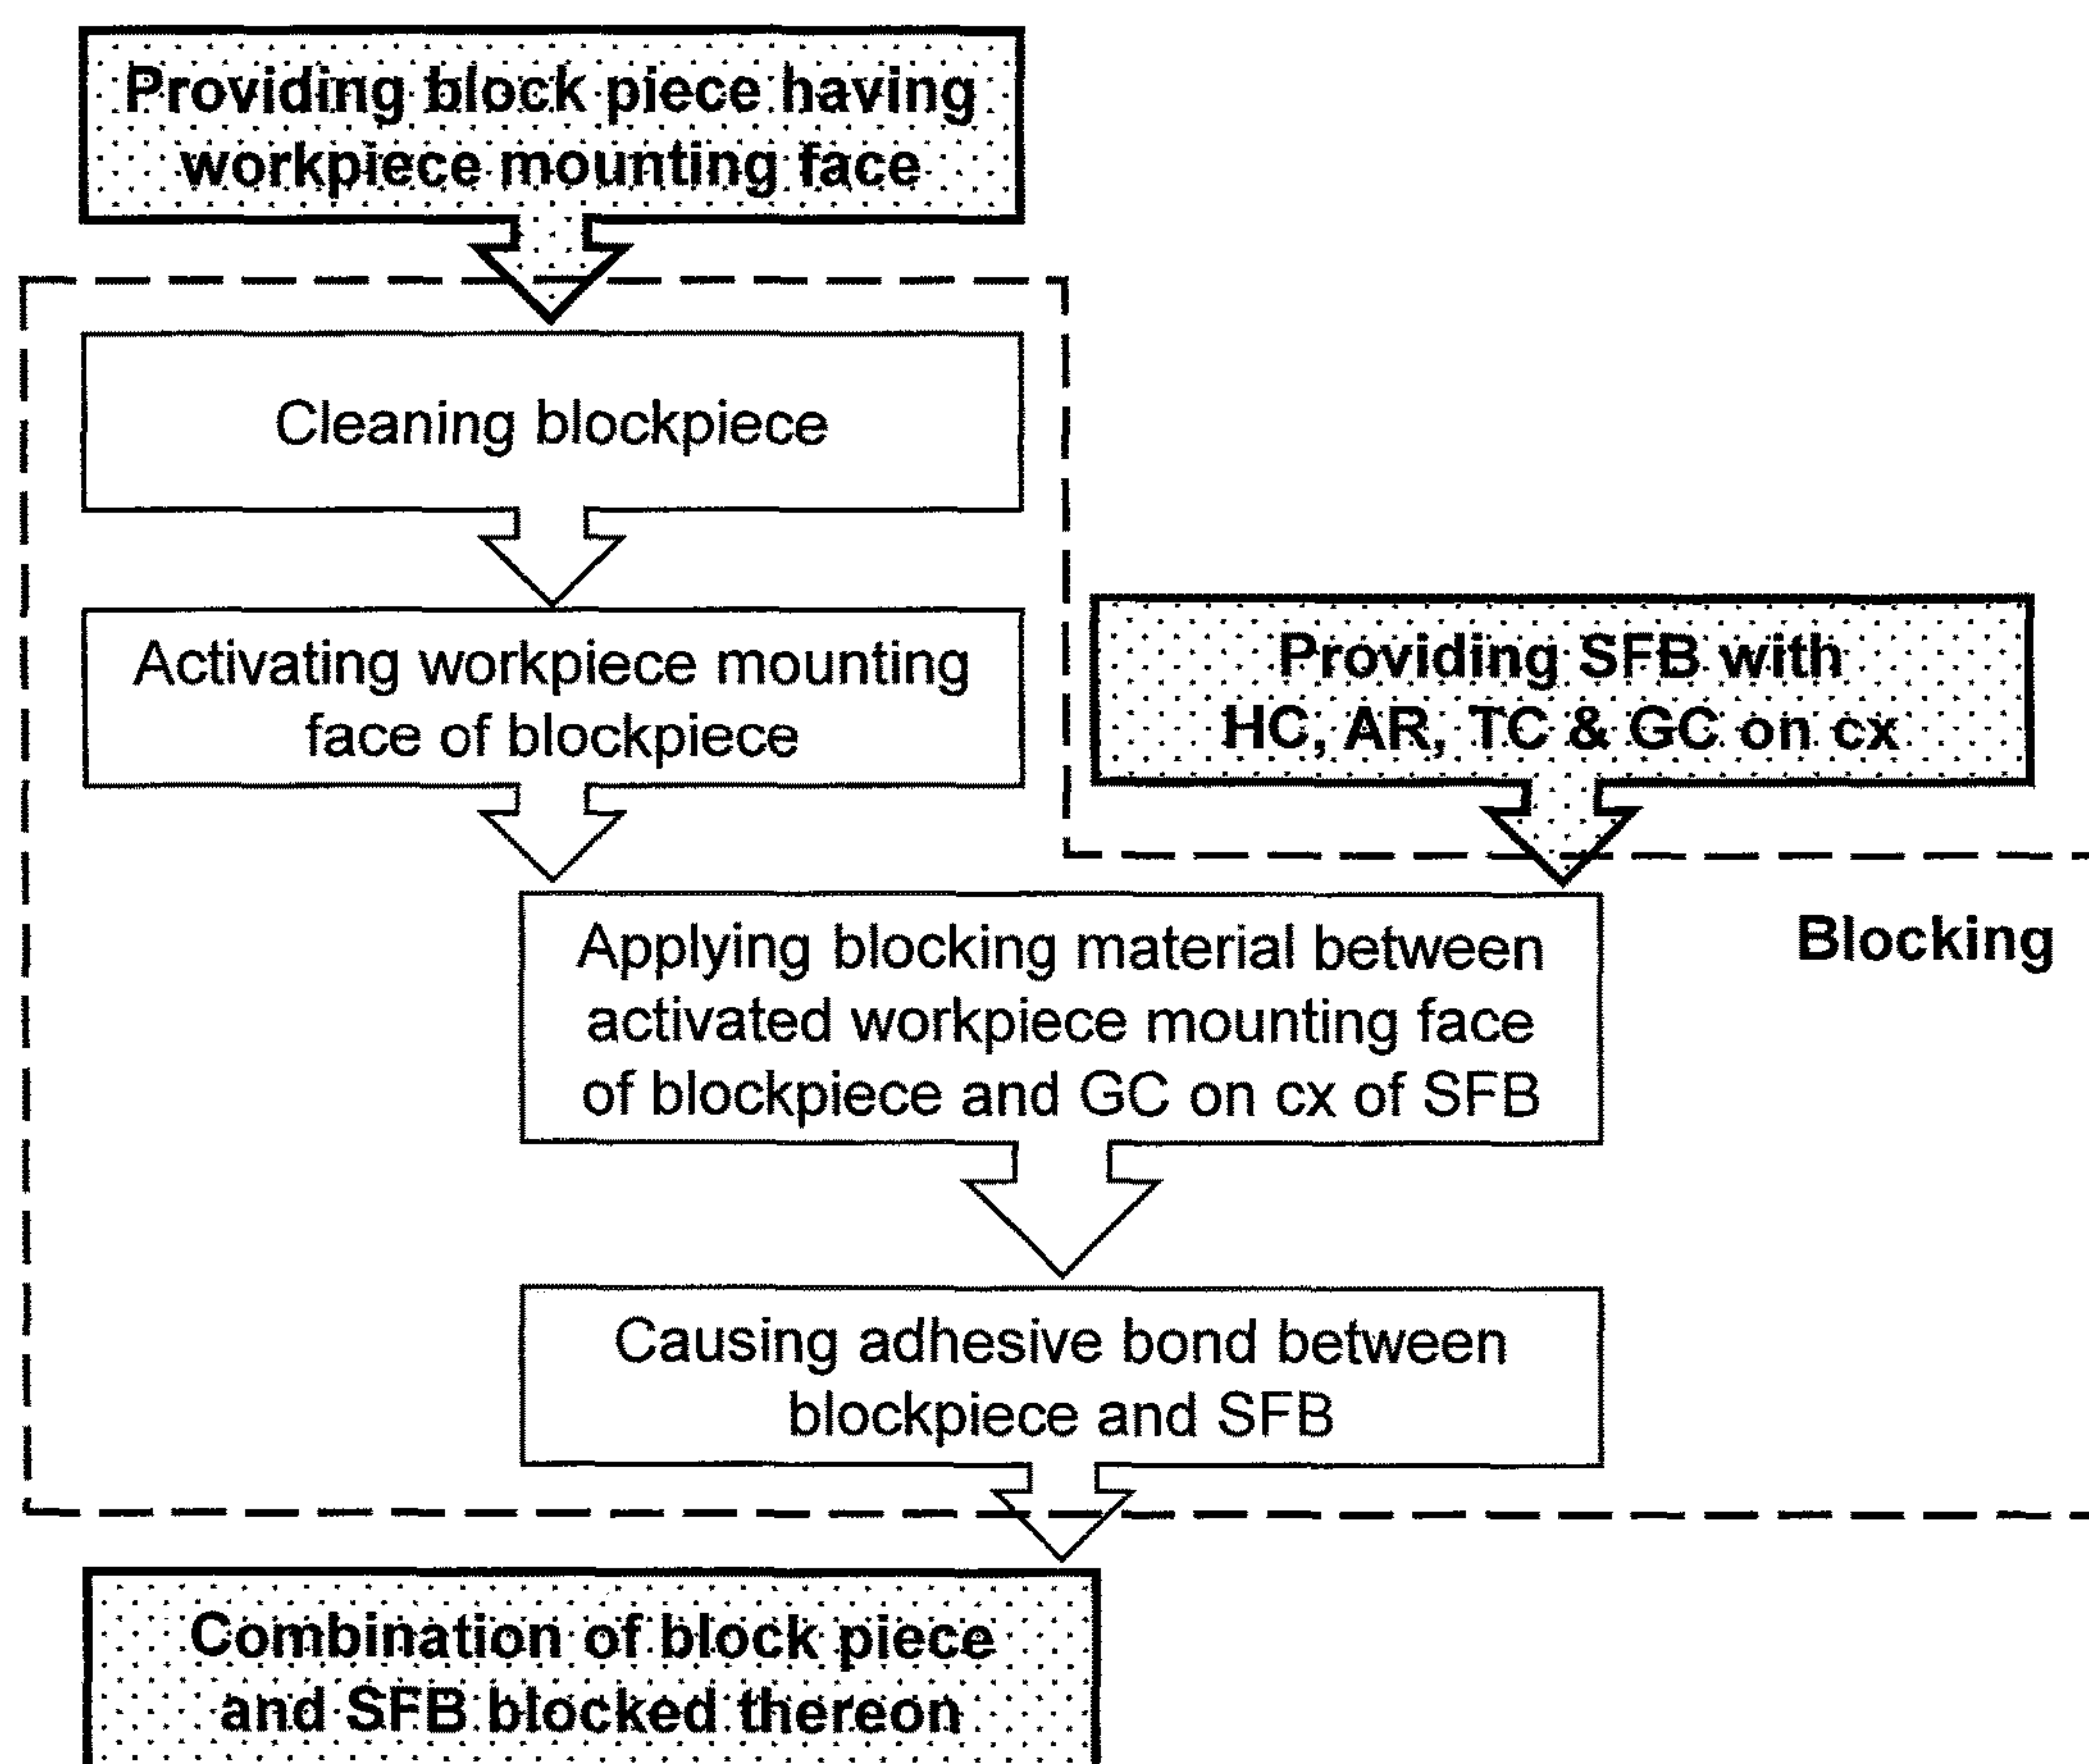 Providing block piece having
workpiece mounting face
Cleaning blockpiece
Activating workpiece mounting
face of blockpiece
Providing SFB with
HC, AR, TC & GC on cx
Applying blocking material between
activated workpiece mounting face
of blockpiece and GC on cx of SFB
Blocking
Causing adhesive bond between
blockpiece and SFB
Combination of block piece
and SFB blocked thereon